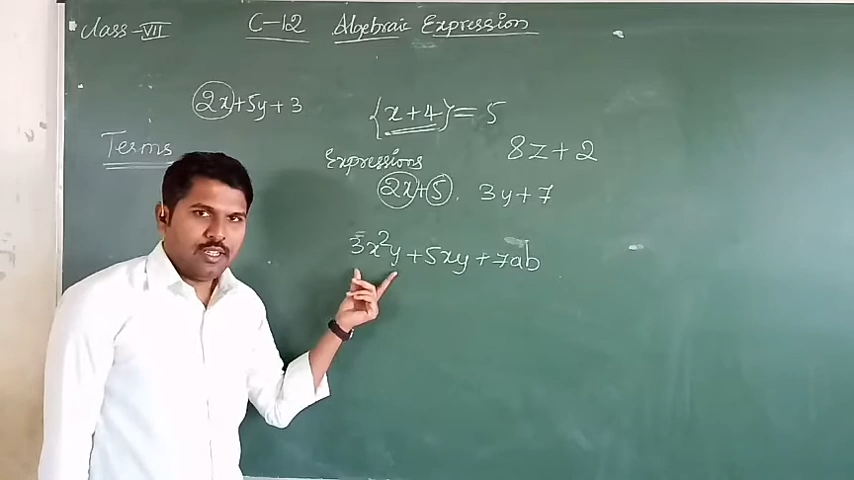 Class - VII
C-12 Algebraic Expression
2x+5y+3
{x+4}=5
Terms
Expressions
8z+2
2x+5, 3y+7
3x²y+5xy+7ab